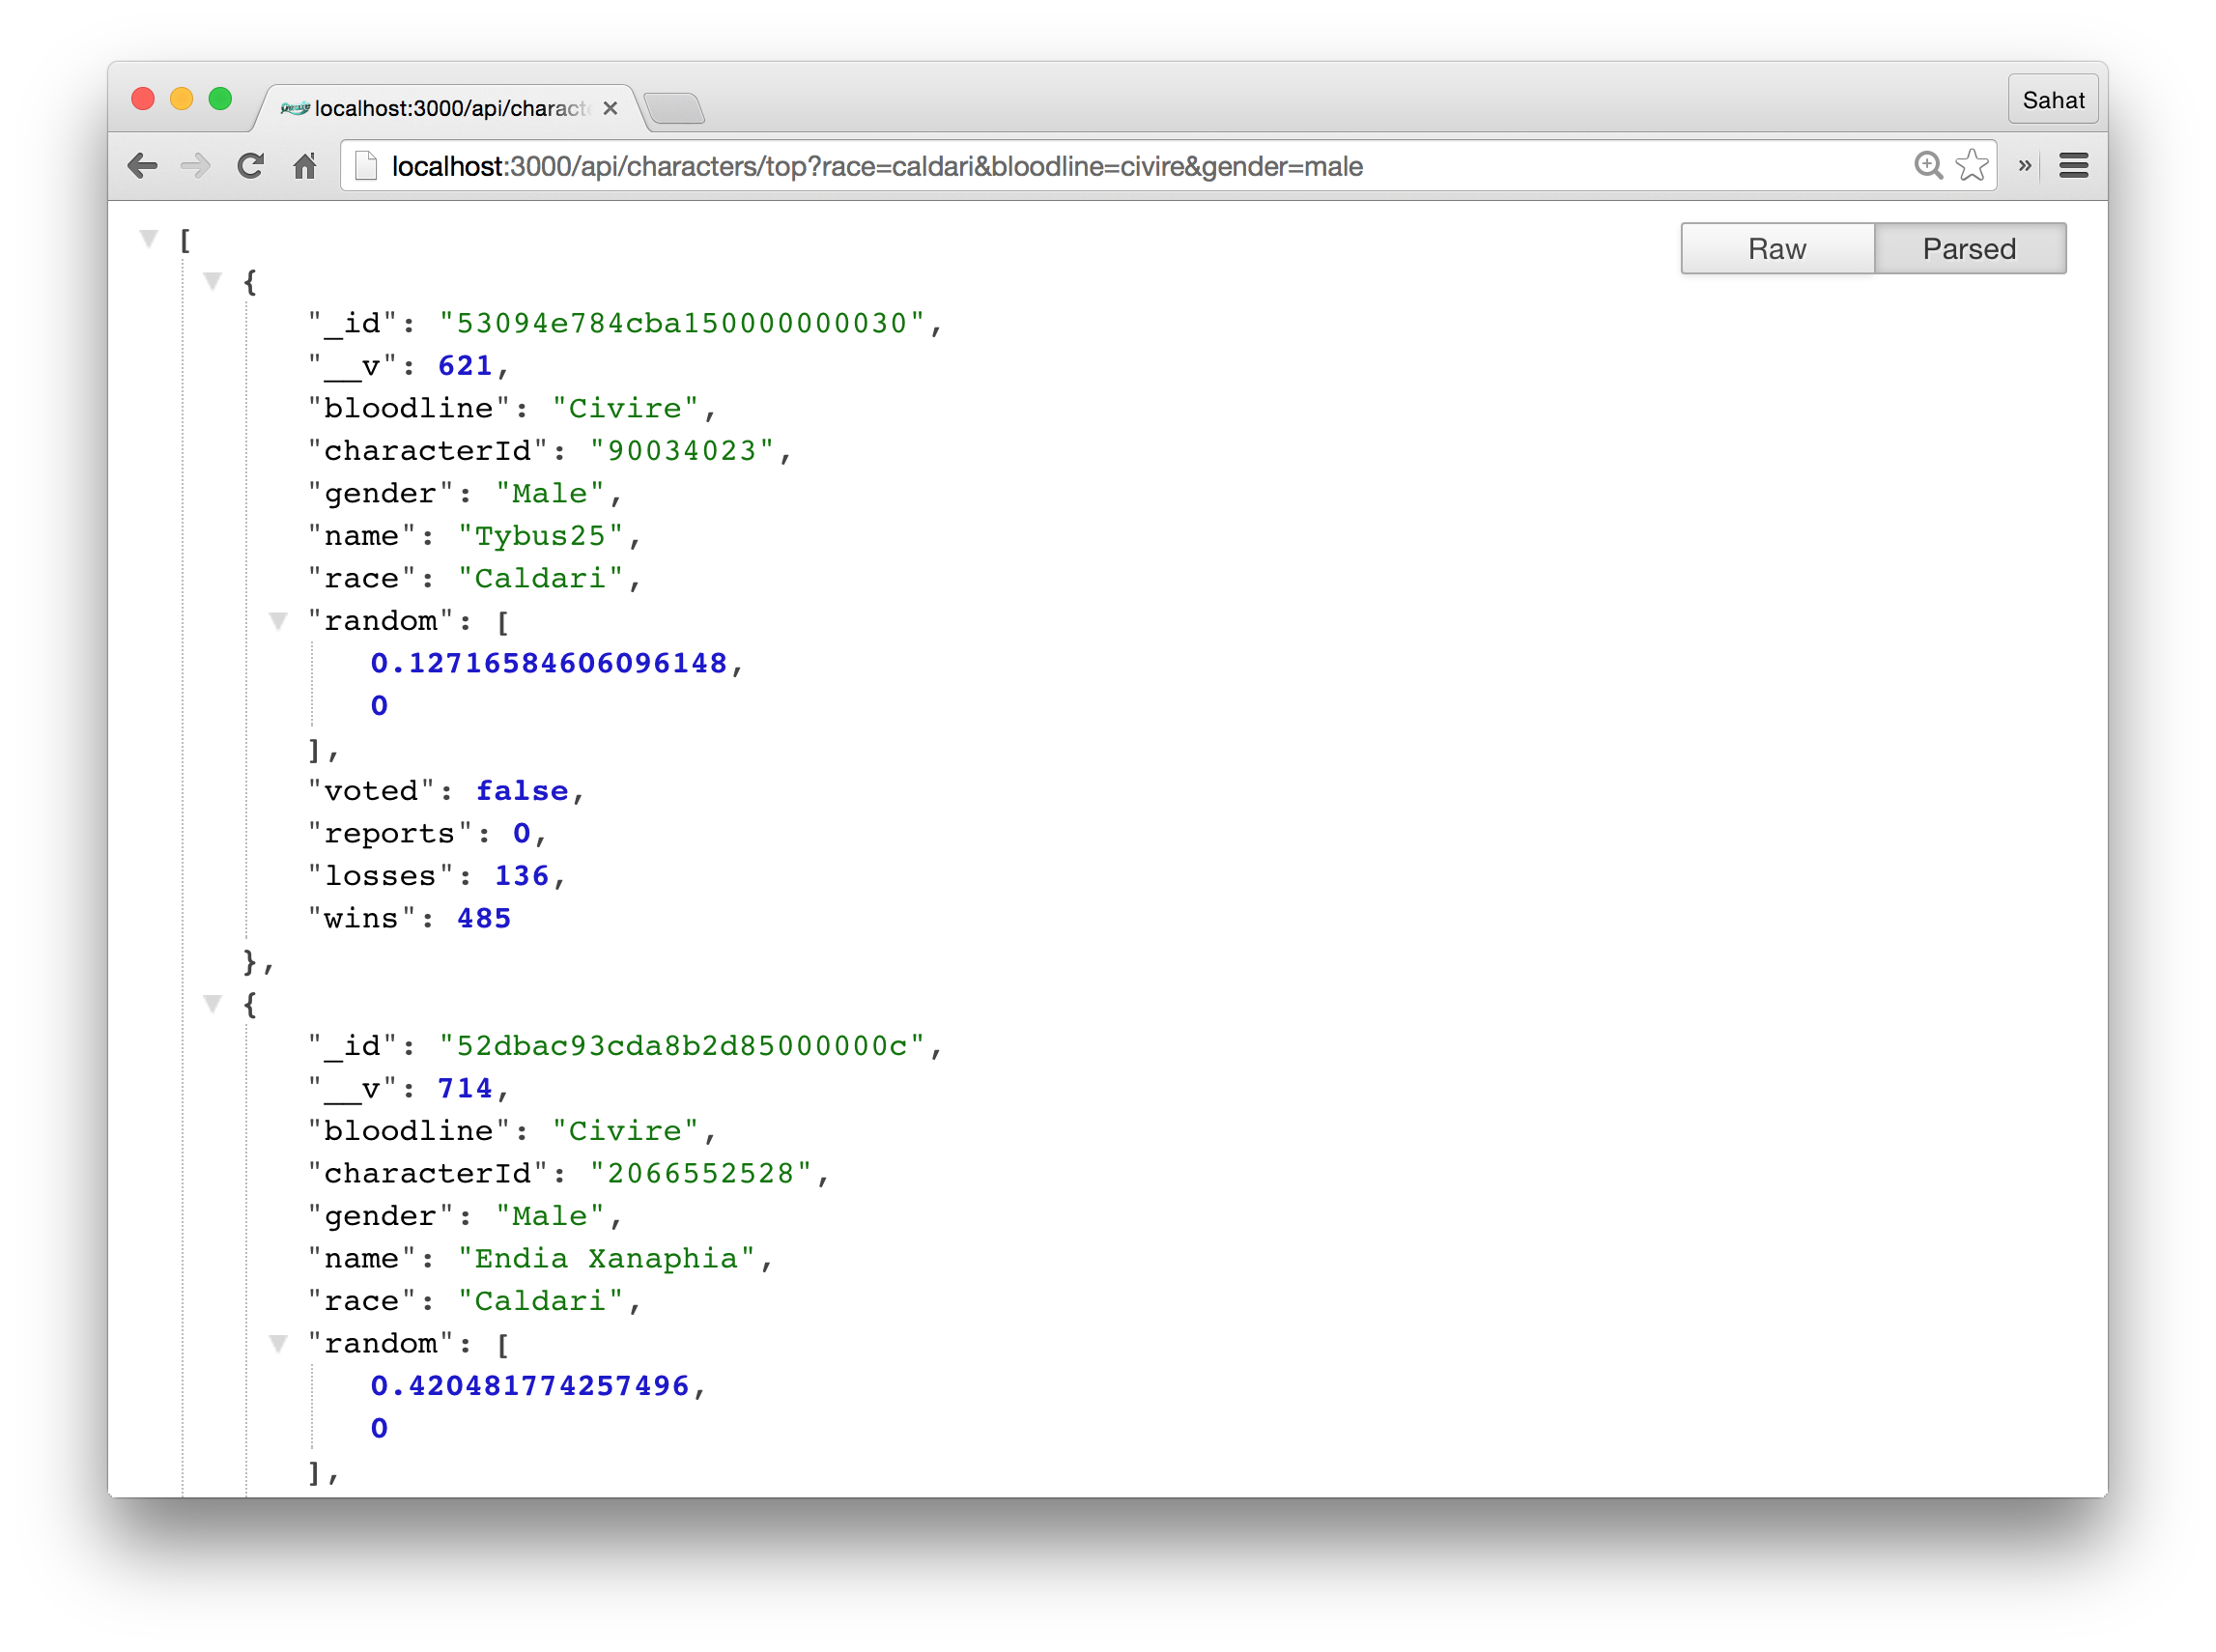 localhost:3000/api/charact
Sahat
localhost:3000/api/characters/top?race=caldari&bloodline=civire&gender=male
Raw Parsed
[
{
"_id": "53094e784cba150000000030",
"__v": 621,
"bloodline": "Civire",
"characterId": "90034023",
"gender": "Male",
"name": "Tybus25",
"race": "Caldari",
"random": [
0.12716584606096148,
0
],
"voted": false,
"reports": 0,
"losses": 136,
"wins": 485
},
{
"_id": "52dbac93cda8b2d85000000c",
"__v": 714,
"bloodline": "Civire",
"characterId": "2066552528",
"gender": "Male",
"name": "Endia Xanaphia",
"race": "Caldari",
"random": [
0.420481774257496,
0
],